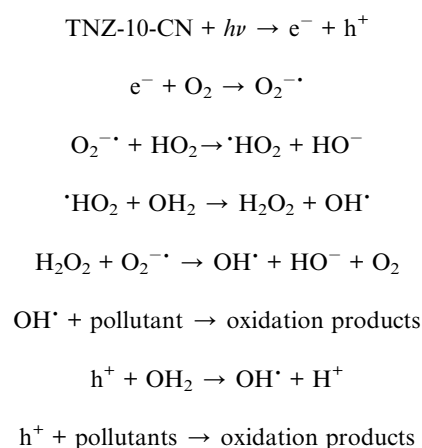 TNZ-10-CN + hν → e⁻ + h⁺
e⁻ + O₂ → O₂⁻•
O₂⁻• + HO₂→•HO₂ + HO⁻
•HO₂ + OH₂ → H₂O₂ + OH•
H₂O₂ + O₂⁻• → OH• + HO⁻ + O₂
OH• + pollutant → oxidation products
h⁺ + OH₂ → OH• + H⁺
h⁺ + pollutants → oxidation products